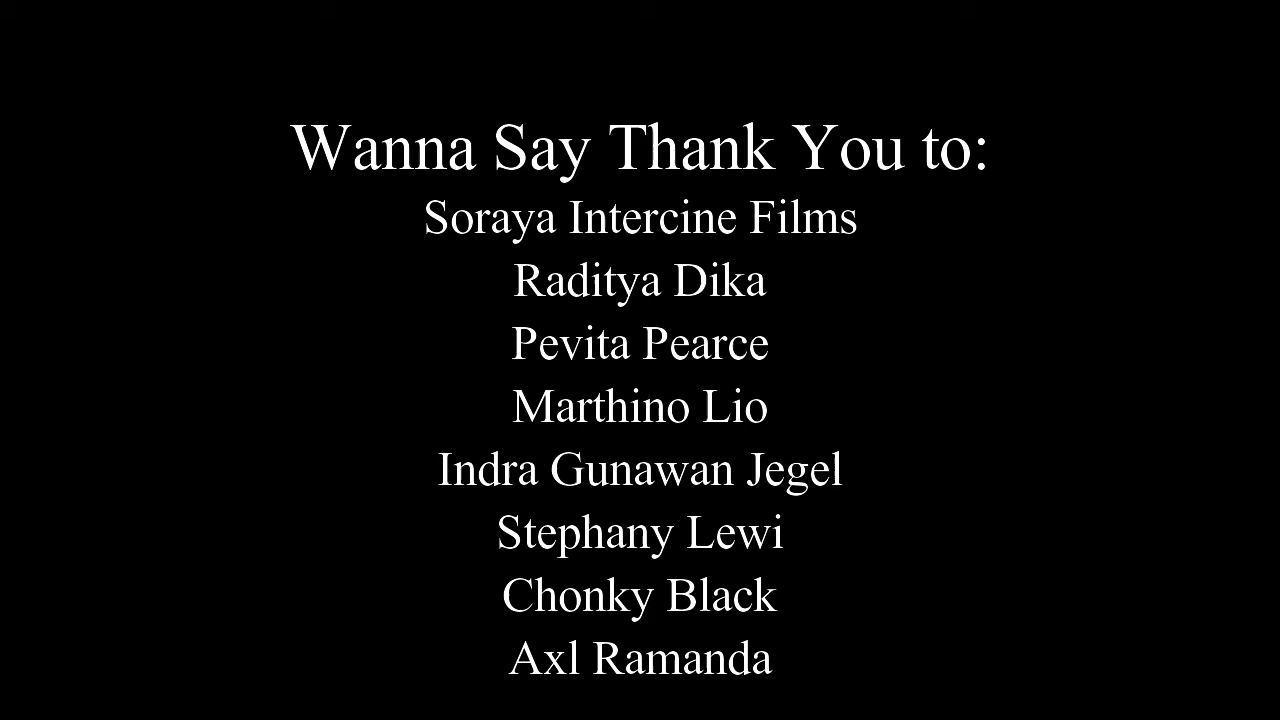 Wanna Say Thank You to:
Soraya Intercine Films
Raditya Dika
Pevita Pearce
Marthino Lio
Indra Gunawan Jegel
Stephany Lewi
Chonky Black
Axl Ramanda